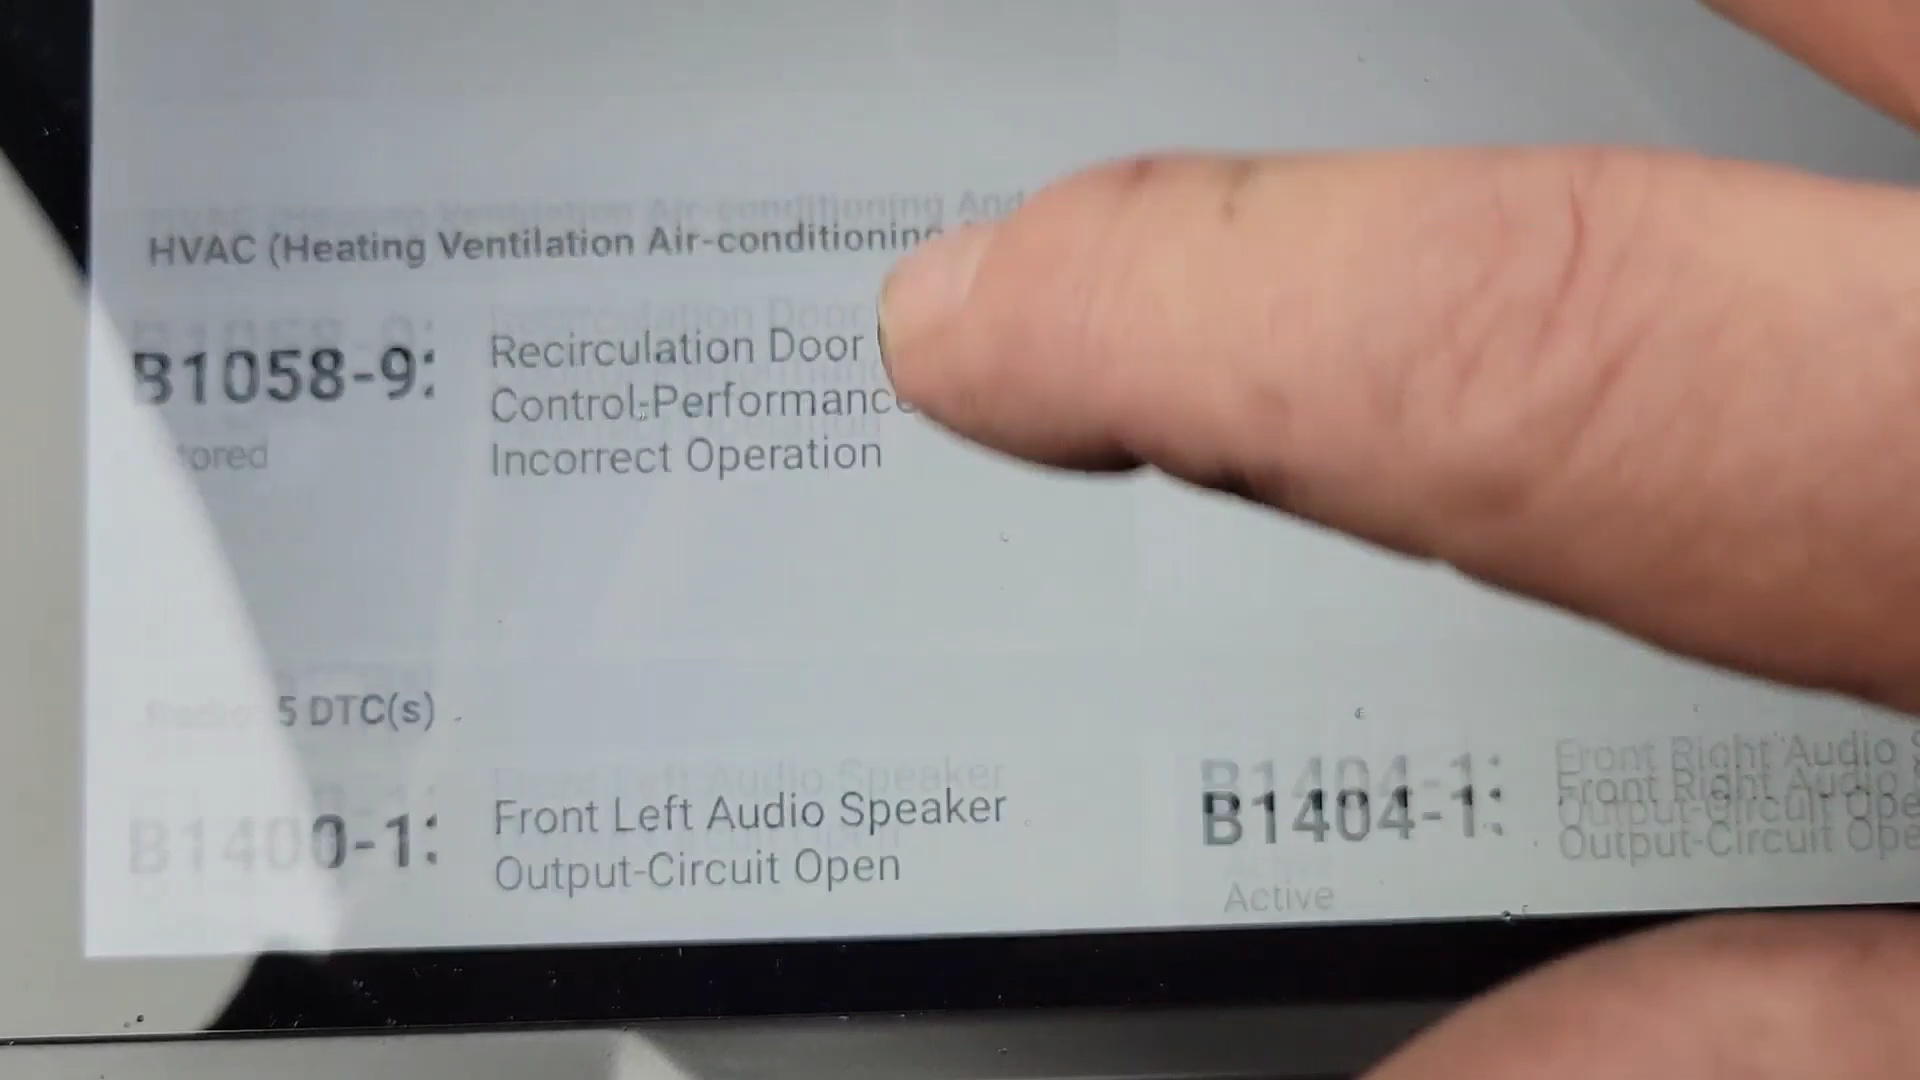 HVAC (Heating Ventilation Air-conditioning
B1058-9:
Recirculation Door
Control-Performance
Incorrect Operation
5 DTC(s)
B1400-1:
Front Left Audio Speaker
Output-Circuit Open
B1404-1:
Active
Front Right Audio
Output-Circuit Ope